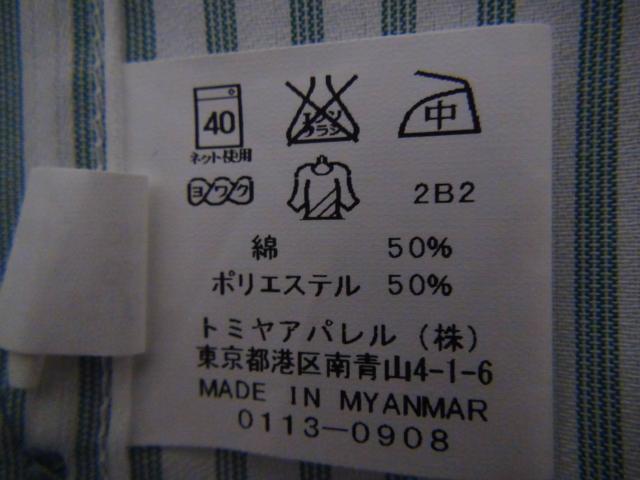 40 エンソ
サラシ 中
ネット使用
ヨワク 2B2
綿 50%
ポリエステル 50%
トミヤアパレル(株)
東京都港区南青山4-1-6
MADE IN MYANMAR
0113-0908